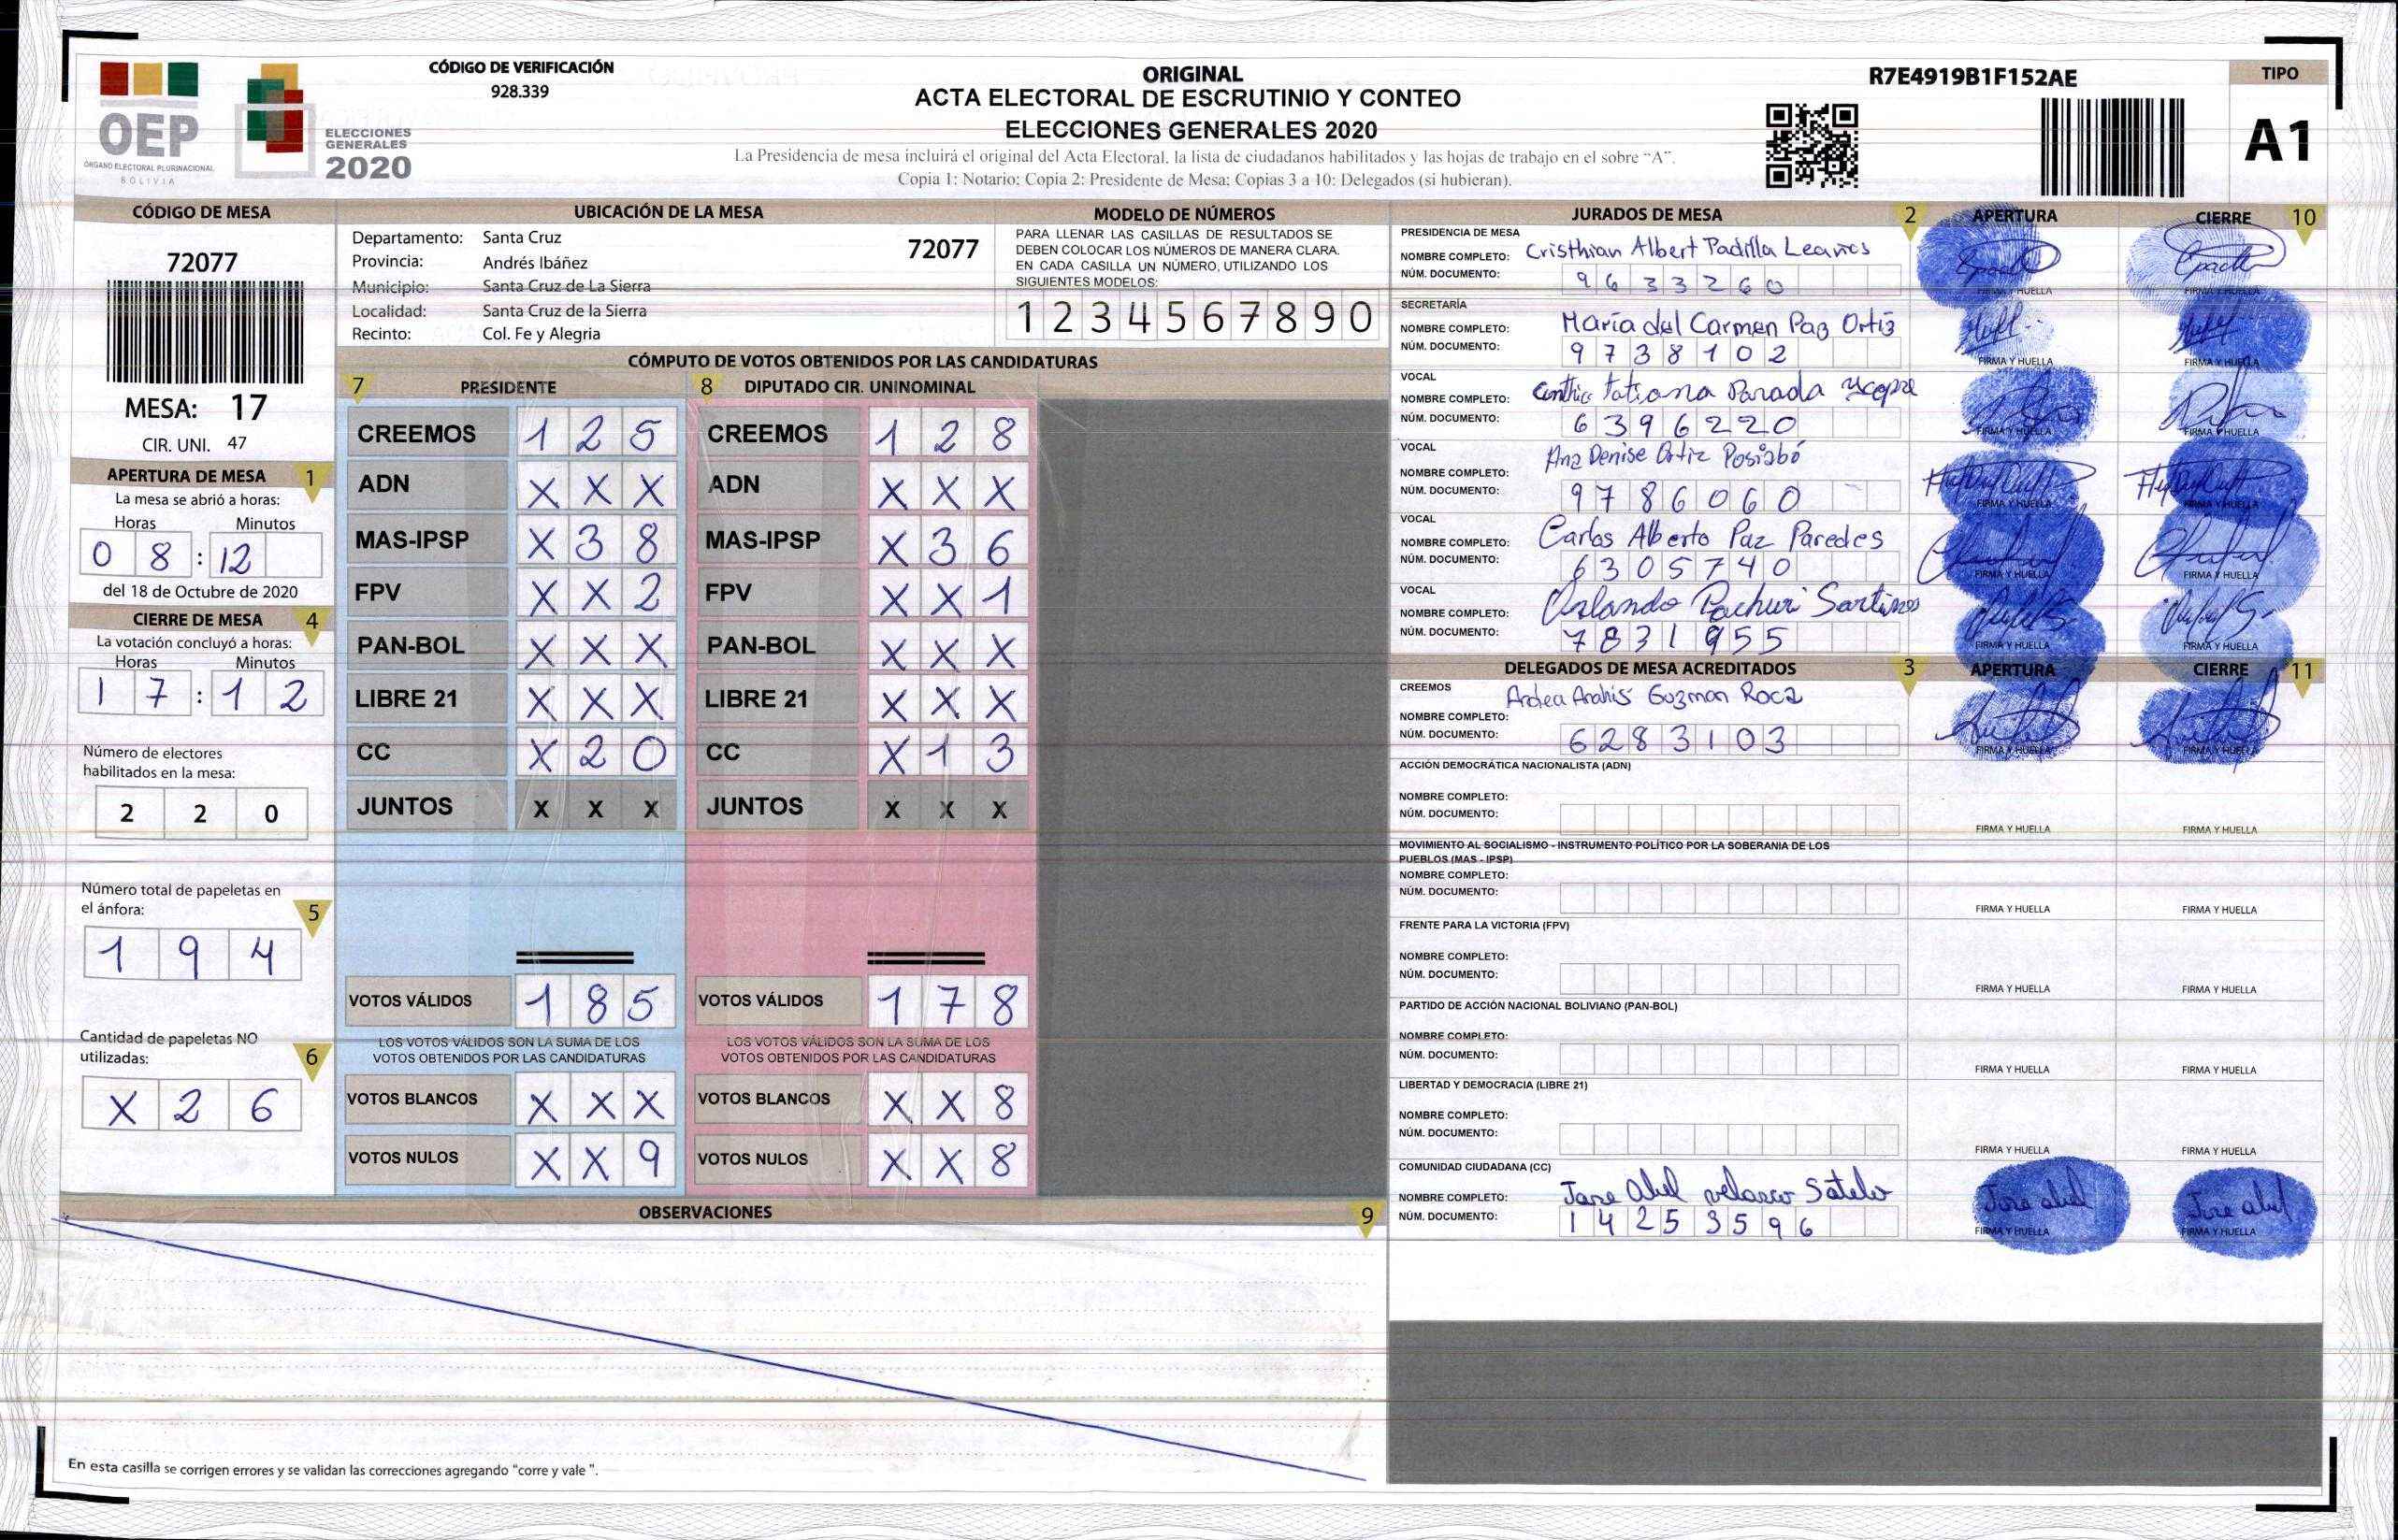 OEP
ÓRGANO ELECTORAL PLURINACIONAL
BOLIVIA
ELECCIONES
GENERALES
2020
CÓDIGO DE VERIFICACIÓN
928.339
ORIGINAL
ACTA ELECTORAL DE ESCRUTINIO Y CONTEO
ELECCIONES GENERALES 2020
La Presidencia de mesa incluirá el original del Acta Electoral, la lista de ciudadanos habilitados y las hojas de trabajo en el sobre "A".
Copia 1: Notario; Copia 2: Presidente de Mesa; Copias 3 a 10: Delegados (si hubieran).
R7E4919B1F152AE
TIPO
A1
CÓDIGO DE MESA
72077
MESA: 17
CIR. UNI. 47
APERTURA DE MESA 1
La mesa se abrió a horas:
Horas Minutos
0 8 : 12
del 18 de Octubre de 2020
CIERRE DE MESA 4
La votación concluyó a horas:
Horas Minutos
1 7 : 1 2
Número de electores
habilitados en la mesa:
2 2 0
Número total de papeletas en
el ánfora: 5
1 9 4
Cantidad de papeletas NO
utilizadas: 6
X 2 6
UBICACIÓN DE LA MESA
Departamento: Santa Cruz 72077
Provincia: Andrés Ibáñez
Municipio: Santa Cruz de La Sierra
Localidad: Santa Cruz de la Sierra
Recinto: Col. Fe y Alegria
MODELO DE NÚMEROS
PARA LLENAR LAS CASILLAS DE RESULTADOS SE
DEBEN COLOCAR LOS NÚMEROS DE MANERA CLARA.
EN CADA CASILLA UN NÚMERO, UTILIZANDO LOS
SIGUIENTES MODELOS:
1 2 3 4 5 6 7 8 9 0
CÓMPUTO DE VOTOS OBTENIDOS POR LAS CANDIDATURAS
7 PRESIDENTE 8 DIPUTADO CIR. UNINOMINAL
CREEMOS 1 2 5 CREEMOS 1 2 8
ADN X X X ADN X X X
MAS-IPSP X 3 8 MAS-IPSP X 3 6
FPV X X 2 FPV X X 1
PAN-BOL X X X PAN-BOL X X X
LIBRE 21 X X X LIBRE 21 X X X
CC X 2 0 CC X 1 3
JUNTOS X X X JUNTOS X X X
VOTOS VÁLIDOS 1 8 5 VOTOS VÁLIDOS 1 7 8
LOS VOTOS VÁLIDOS SON LA SUMA DE LOS LOS VOTOS VÁLIDOS SON LA SUMA DE LOS
VOTOS OBTENIDOS POR LAS CANDIDATURAS VOTOS OBTENIDOS POR LAS CANDIDATURAS
VOTOS BLANCOS X X X VOTOS BLANCOS X X 8
VOTOS NULOS X X 9 VOTOS NULOS X X 8
OBSERVACIONES 9
En esta casilla se corrigen errores y se validan las correcciones agregando "corre y vale ".
JURADOS DE MESA 2 APERTURA CIERRE 10
PRESIDENCIA DE MESA
NOMBRE COMPLETO: Cristhian Albert Padilla Leaños
NÚM. DOCUMENTO: 9 6 3 3 2 6 0
FIRMA Y HUELLA FIRMA Y HUELLA
SECRETARÍA
NOMBRE COMPLETO: María del Carmen Paz Ortiz
NÚM. DOCUMENTO: 9 7 3 8 1 0 2
FIRMA Y HUELLA FIRMA Y HUELLA
VOCAL
NOMBRE COMPLETO: Tatiana Parada
NÚM. DOCUMENTO: 6 3 9 6 2 2 0
FIRMA Y HUELLA FIRMA Y HUELLA
VOCAL
NOMBRE COMPLETO: Ana Denise Ortiz Posiabó
NÚM. DOCUMENTO: 9 7 8 6 0 6 0
FIRMA Y HUELLA FIRMA Y HUELLA
VOCAL
NOMBRE COMPLETO: Carlos Alberto Paz Paredes
NÚM. DOCUMENTO: 6 3 0 5 7 4 0
FIRMA Y HUELLA FIRMA Y HUELLA
VOCAL
NOMBRE COMPLETO: Orlando Pachuri
NÚM. DOCUMENTO: 7 8 3 1 9 5 5
FIRMA Y HUELLA FIRMA Y HUELLA
DELEGADOS DE MESA ACREDITADOS 3 APERTURA CIERRE 11
CREEMOS
NOMBRE COMPLETO: Guzman Roca
NÚM. DOCUMENTO: 6 2 8 3 1 0 3
FIRMA Y HUELLA FIRMA Y HUELLA
ACCIÓN DEMOCRÁTICA NACIONALISTA (ADN)
NOMBRE COMPLETO:
NÚM. DOCUMENTO:
FIRMA Y HUELLA FIRMA Y HUELLA
MOVIMIENTO AL SOCIALISMO - INSTRUMENTO POLÍTICO POR LA SOBERANIA DE LOS
PUEBLOS (MAS - IPSP)
NOMBRE COMPLETO:
NÚM. DOCUMENTO:
FIRMA Y HUELLA FIRMA Y HUELLA
FRENTE PARA LA VICTORIA (FPV)
NOMBRE COMPLETO:
NÚM. DOCUMENTO:
FIRMA Y HUELLA FIRMA Y HUELLA
PARTIDO DE ACCIÓN NACIONAL BOLIVIANO (PAN-BOL)
NOMBRE COMPLETO:
NÚM. DOCUMENTO:
FIRMA Y HUELLA FIRMA Y HUELLA
LIBERTAD Y DEMOCRACIA (LIBRE 21)
NOMBRE COMPLETO:
NÚM. DOCUMENTO:
FIRMA Y HUELLA FIRMA Y HUELLA
COMUNIDAD CIUDADANA (CC)
NOMBRE COMPLETO: Jose Abel velasco
NÚM. DOCUMENTO: 1 4 2 5 3 5 9 6
Jose abel Jose abel
FIRMA Y HUELLA FIRMA Y HUELLA